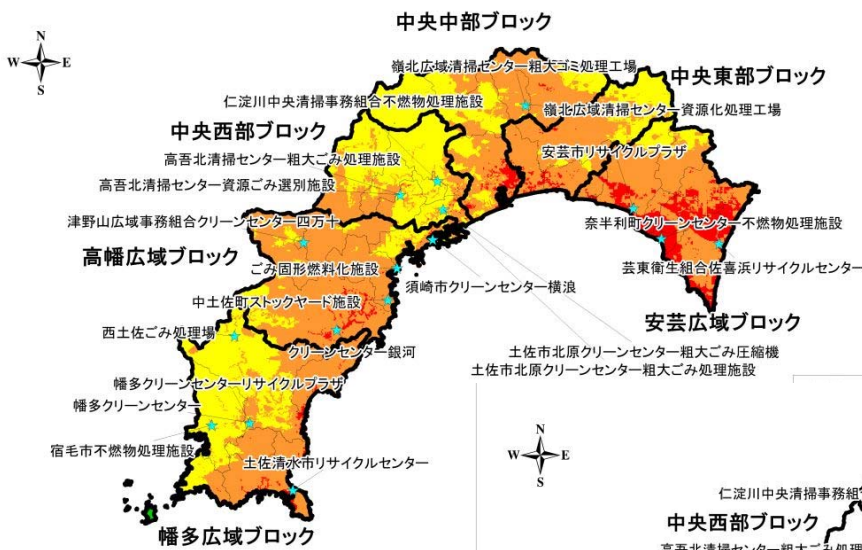 中央中部ブロック
N
W E
S
嶺北広域清掃センター粗大ゴミ処理工場
中央東部ブロック
仁淀川中央清掃事務組合不燃物処理施設
嶺北広域清掃センター資源化処理工場
中央西部ブロック
高吾北清掃センター粗大ごみ処理施設
安芸市リサイクルプラザ
高吾北清掃センター資源ごみ選別施設
津野山広域事務組合クリーンセンター四万十
奈半利町クリーンセンター不燃物処理施設
高幡広域ブロック
ごみ固形燃料化施設
芸東衛生組合佐喜浜リサイクルセンター
須崎市クリーンセンター横浪
中土佐町ストックヤード施設
安芸広域ブロック
西土佐ごみ処理場
クリーンセンター銀河
土佐市北原クリーンセンター粗大ごみ圧縮機
土佐市北原クリーンセンター粗大ごみ処理施設
幡多クリーンセンターリサイクルプラザ
幡多クリーンセンター
宿毛市不燃物処理施設
土佐清水市リサイクルセンター
幡多広域ブロック
N
W E
S
仁淀川中央清掃事務組
中央西部ブロック
高吾北清掃センター粗大ごみ処理